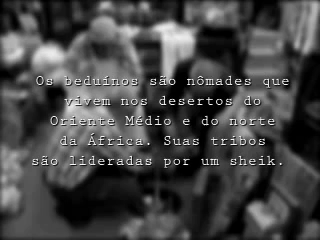 Os beduínos são nômades que
vivem nos desertos do
Oriente Médio e do norte
da África. Suas tribos
são lideradas por um sheik.